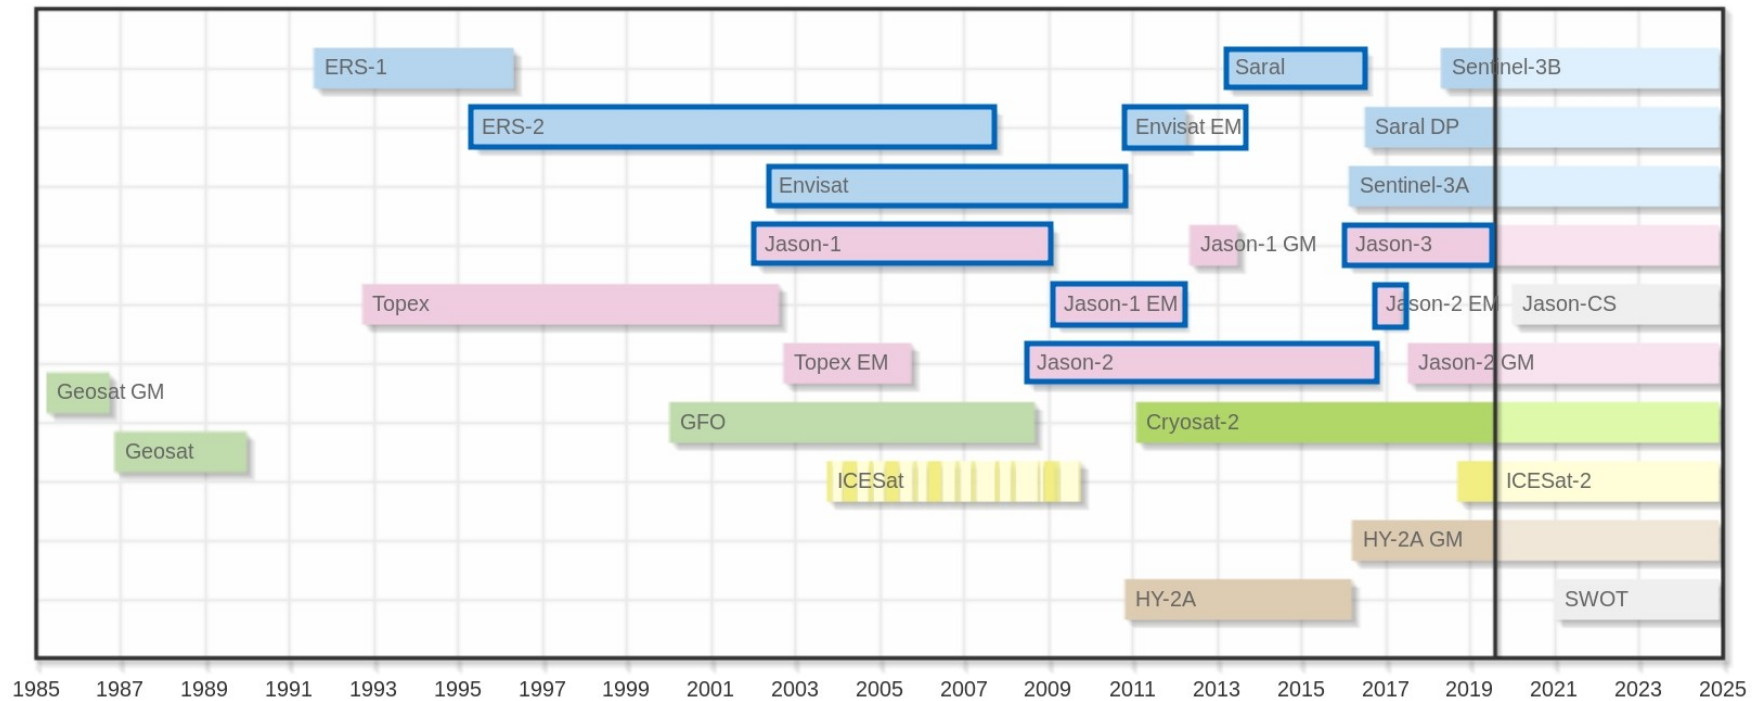 ERS-1
Saral
Sentinel-3B
ERS-2
Envisat EM
Saral DP
Envisat
Sentinel-3A
Jason-1
Jason-1 GM
Jason-3
Topex
Jason-1 EM
Jason-2 EM
Jason-CS
Topex EM
Jason-2
Jason-2 GM
Geosat GM
GFO
Cryosat-2
Geosat
ICESat
ICESat-2
HY-2A GM
HY-2A
SWOT
1985 1987 1989 1991 1993 1995 1997 1999 2001 2003 2005 2007 2009 2011 2013 2015 2017 2019 2021 2023 2025